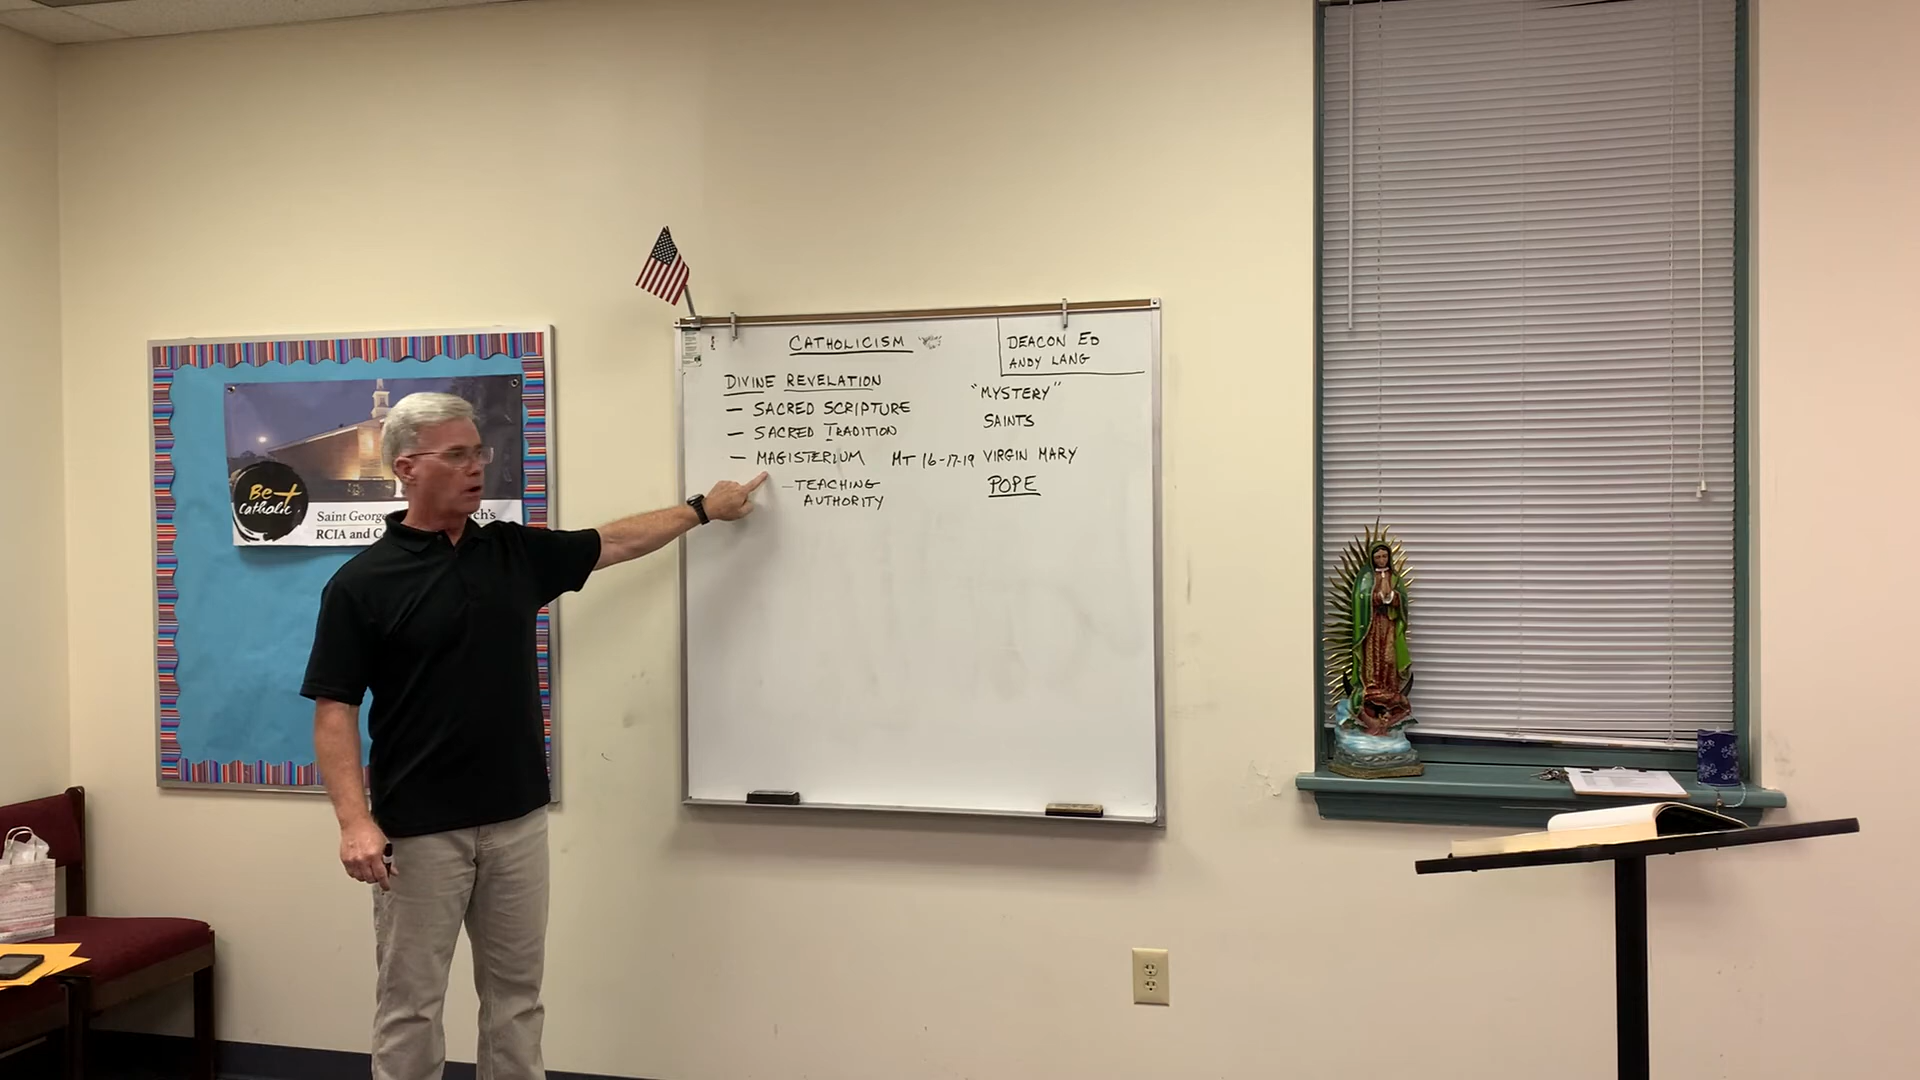 CATHOLICISM
DEACON ED
ANDY LANG
DIVINE REVELATION
— SACRED SCRIPTURE
— SACRED TRADITION
— MAGISTERIUM MT 16-17-19
– TEACHING
AUTHORITY
"MYSTERY"
SAINTS
VIRGIN MARY
POPE
Be
Catholic.
Saint George ch's
RCIA and C